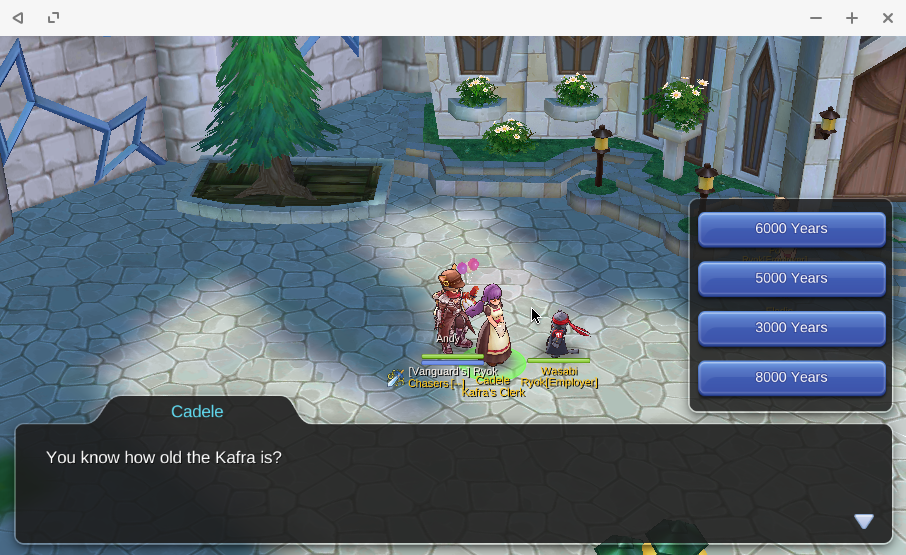 6000 Years
5000 Years
3000 Years
8000 Years
Andy
[Vanguard's] Ryok
Chasers
Cadele
Kafra's Clerk
Wasabi
Ryok[Employer]
Cadele
You know how old the Kafra is?